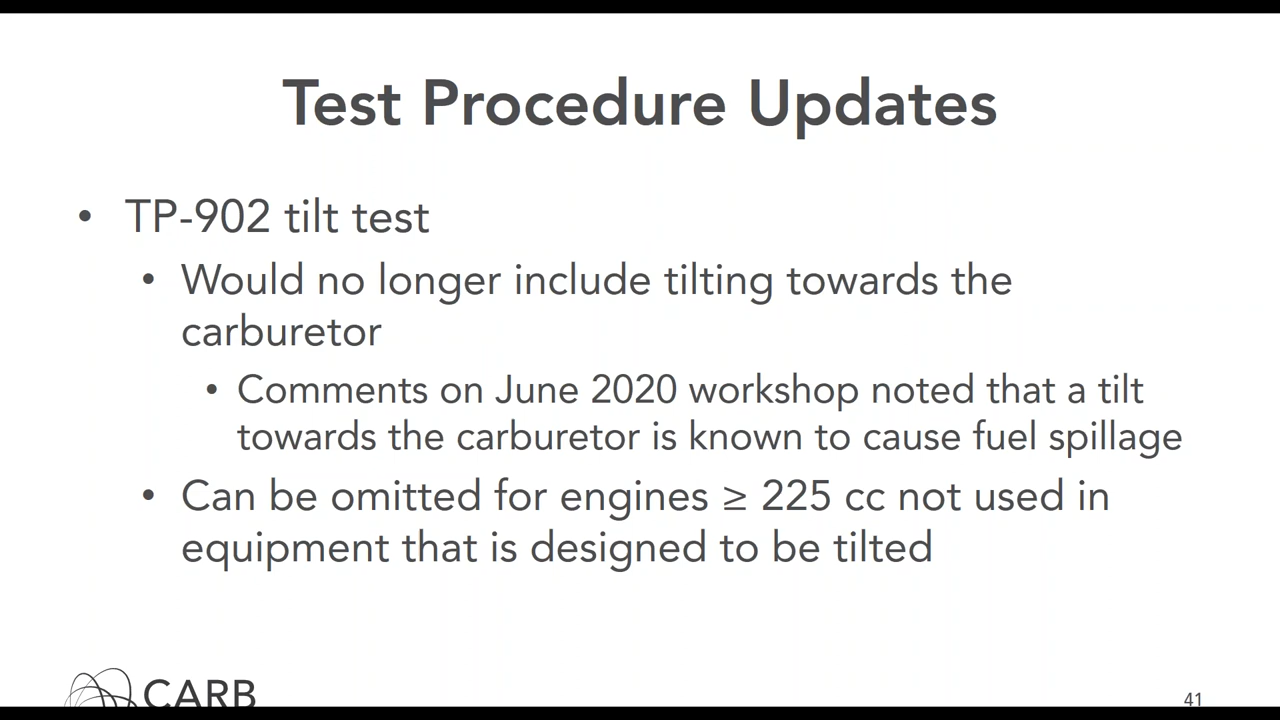 Test Procedure Updates
• TP-902 tilt test
• Would no longer include tilting towards the
carburetor
• Comments on June 2020 workshop noted that a tilt
towards the carburetor is known to cause fuel spillage
• Can be omitted for engines ≥ 225 cc not used in
equipment that is designed to be tilted
CARB
41